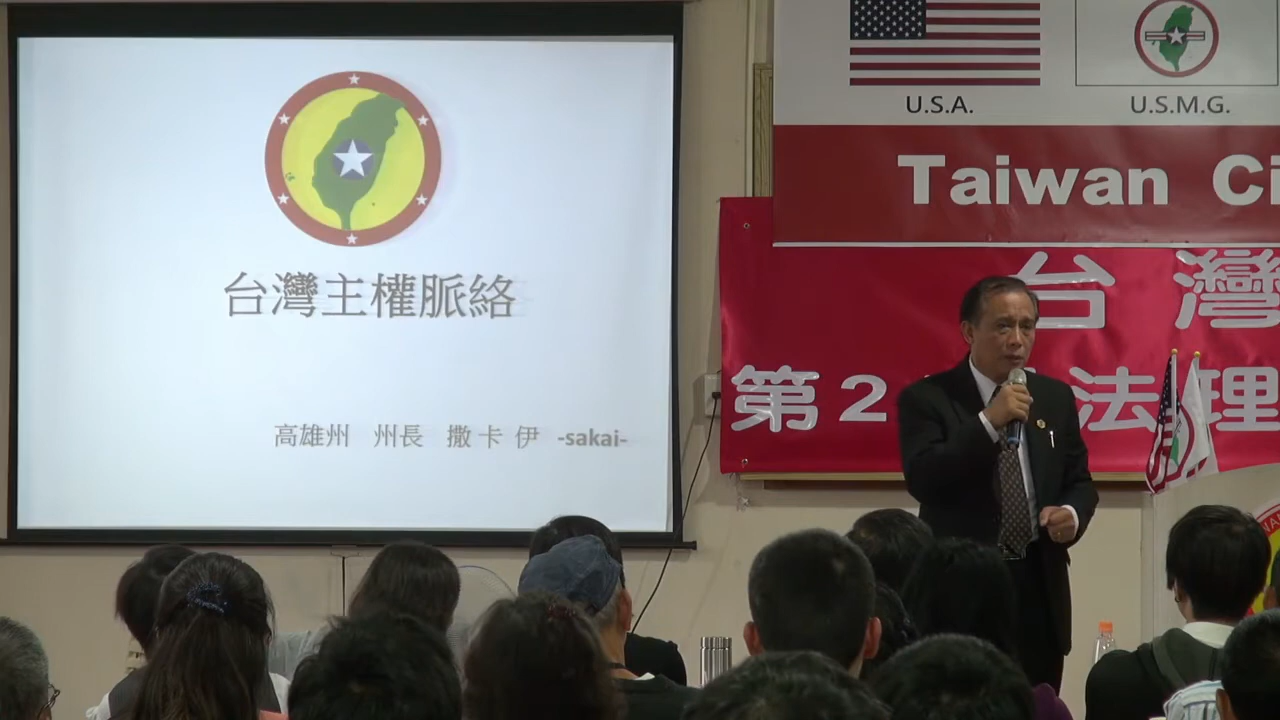 台灣主權脈絡
高雄州 州長 撒卡伊 -sakai-
U.S.A.
U.S.M.G.
Taiwan Ci
台灣
第2 法理